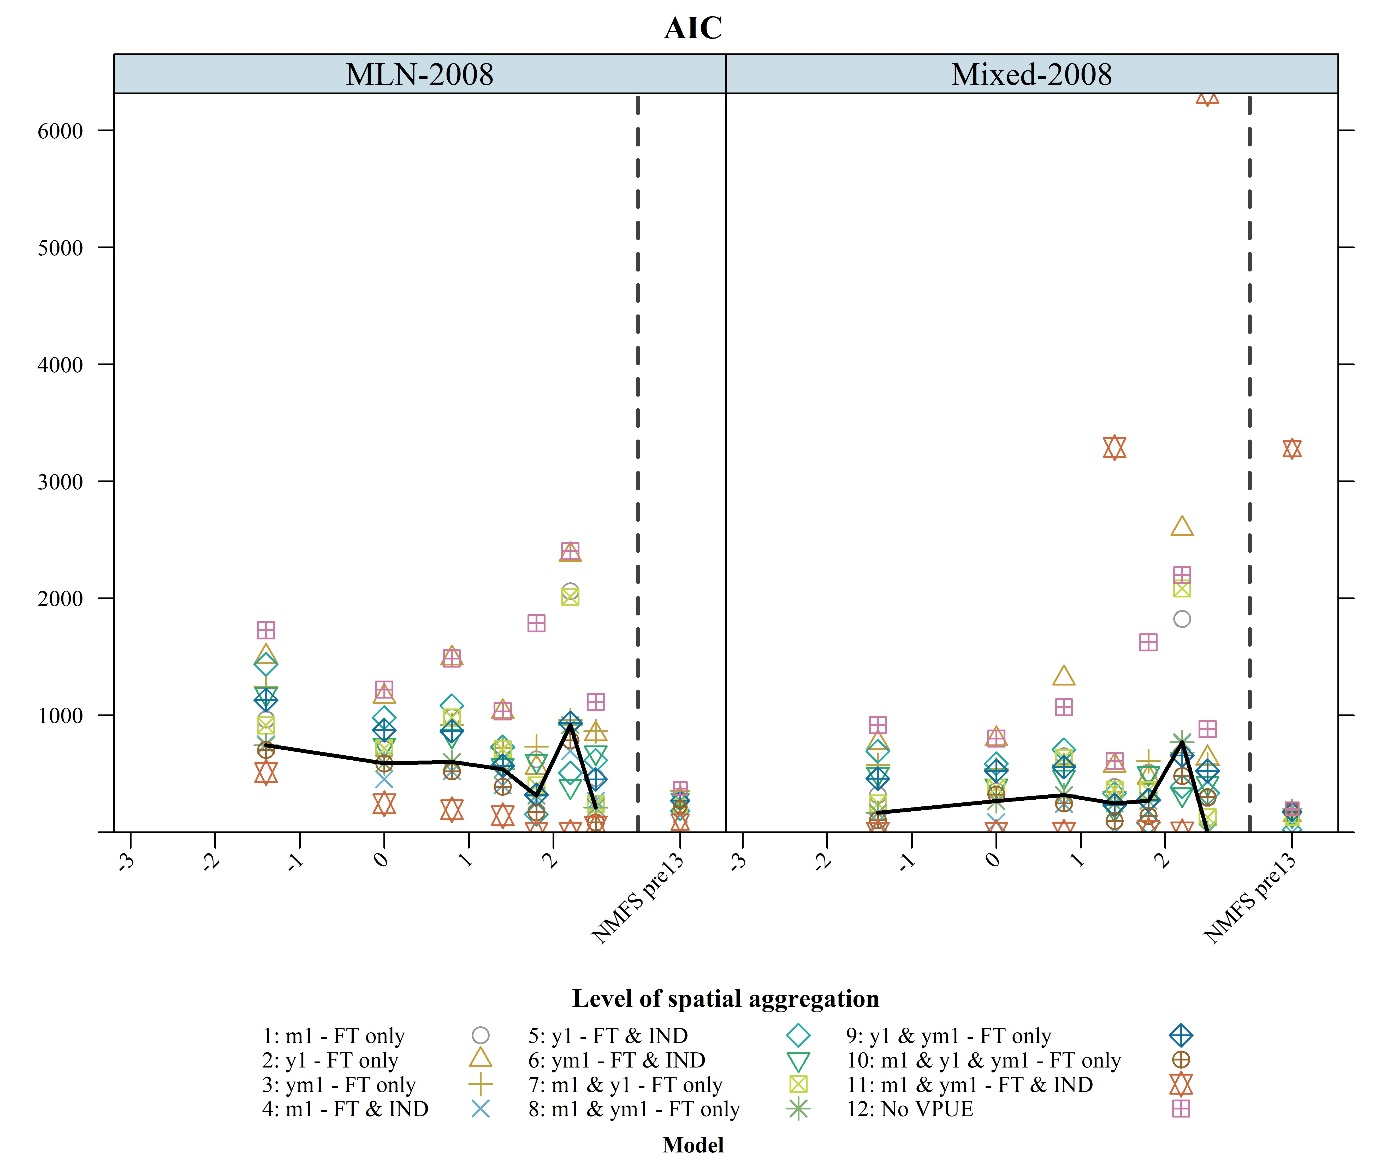 AIC
MLN-2008 Mixed-2008
6000
5000
4000
3000
2000
1000
-3 -2 -1 0 1 2 NMFS pre13 -3 -2 -1 0 1 2 NMFS pre13
Level of spatial aggregation
1: m1 - FT only 5: y1 - FT & IND 9: y1 & ym1 - FT only
2: y1 - FT only 6: ym1 - FT & IND 10: m1 & y1 & ym1 - FT only
3: ym1 - FT only 7: m1 & y1 - FT only 11: m1 & ym1 - FT & IND
4: m1 - FT & IND 8: m1 & ym1 - FT only 12: No VPUE
Model